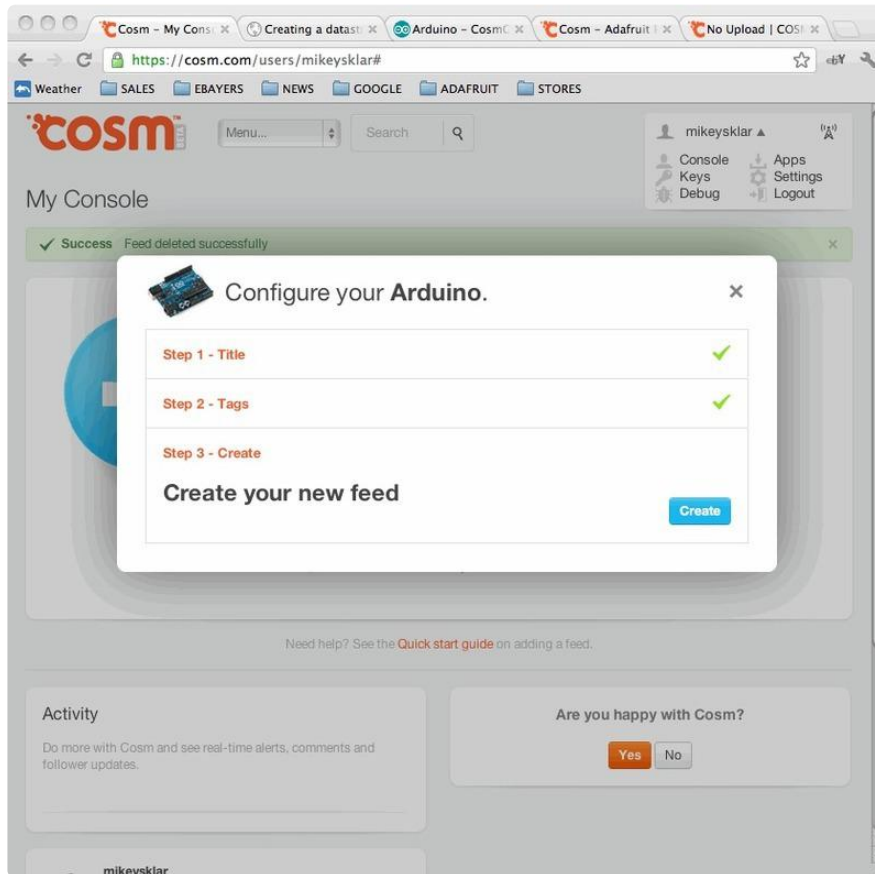 Cosm - My Cons
Creating a datast
Arduino - Cosm
Cosm - Adafruit
No Upload | COS
https://cosm.com/users/mikeysklar#
Weather SALES EBAYERS NEWS GOOGLE ADAFRUIT STORES
cosm BETA
Menu...
Search
mikeysklar
Console Apps
Keys Settings
Debug Logout
My Console
Success Feed deleted successfully
Configure your Arduino.
Step 1 - Title
Step 2 - Tags
Step 3 - Create
Create your new feed
Create
Need help? See the Quick start guide on adding a feed.
Activity
Do more with Cosm and see real-time alerts, comments and
follower updates.
Are you happy with Cosm?
Yes No
mikeysklar